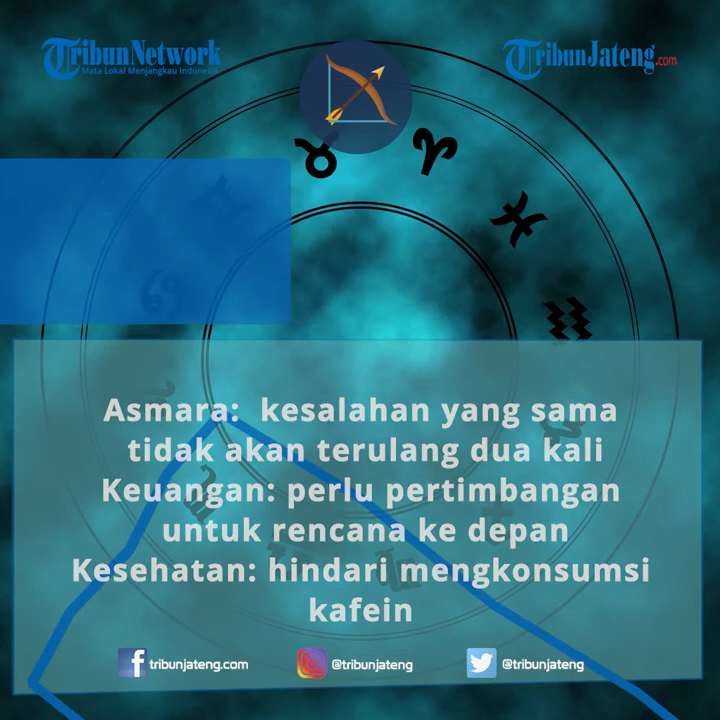 TribunNetwork
Mata Lokal Menjangkau Indonesia
TribunJateng.com
Asmara:  kesalahan yang sama
tidak akan terulang dua kali
Keuangan: perlu pertimbangan
untuk rencana ke depan
Kesehatan: hindari mengkonsumsi
kafein
tribunjateng.com
@tribunjateng
@tribunjateng